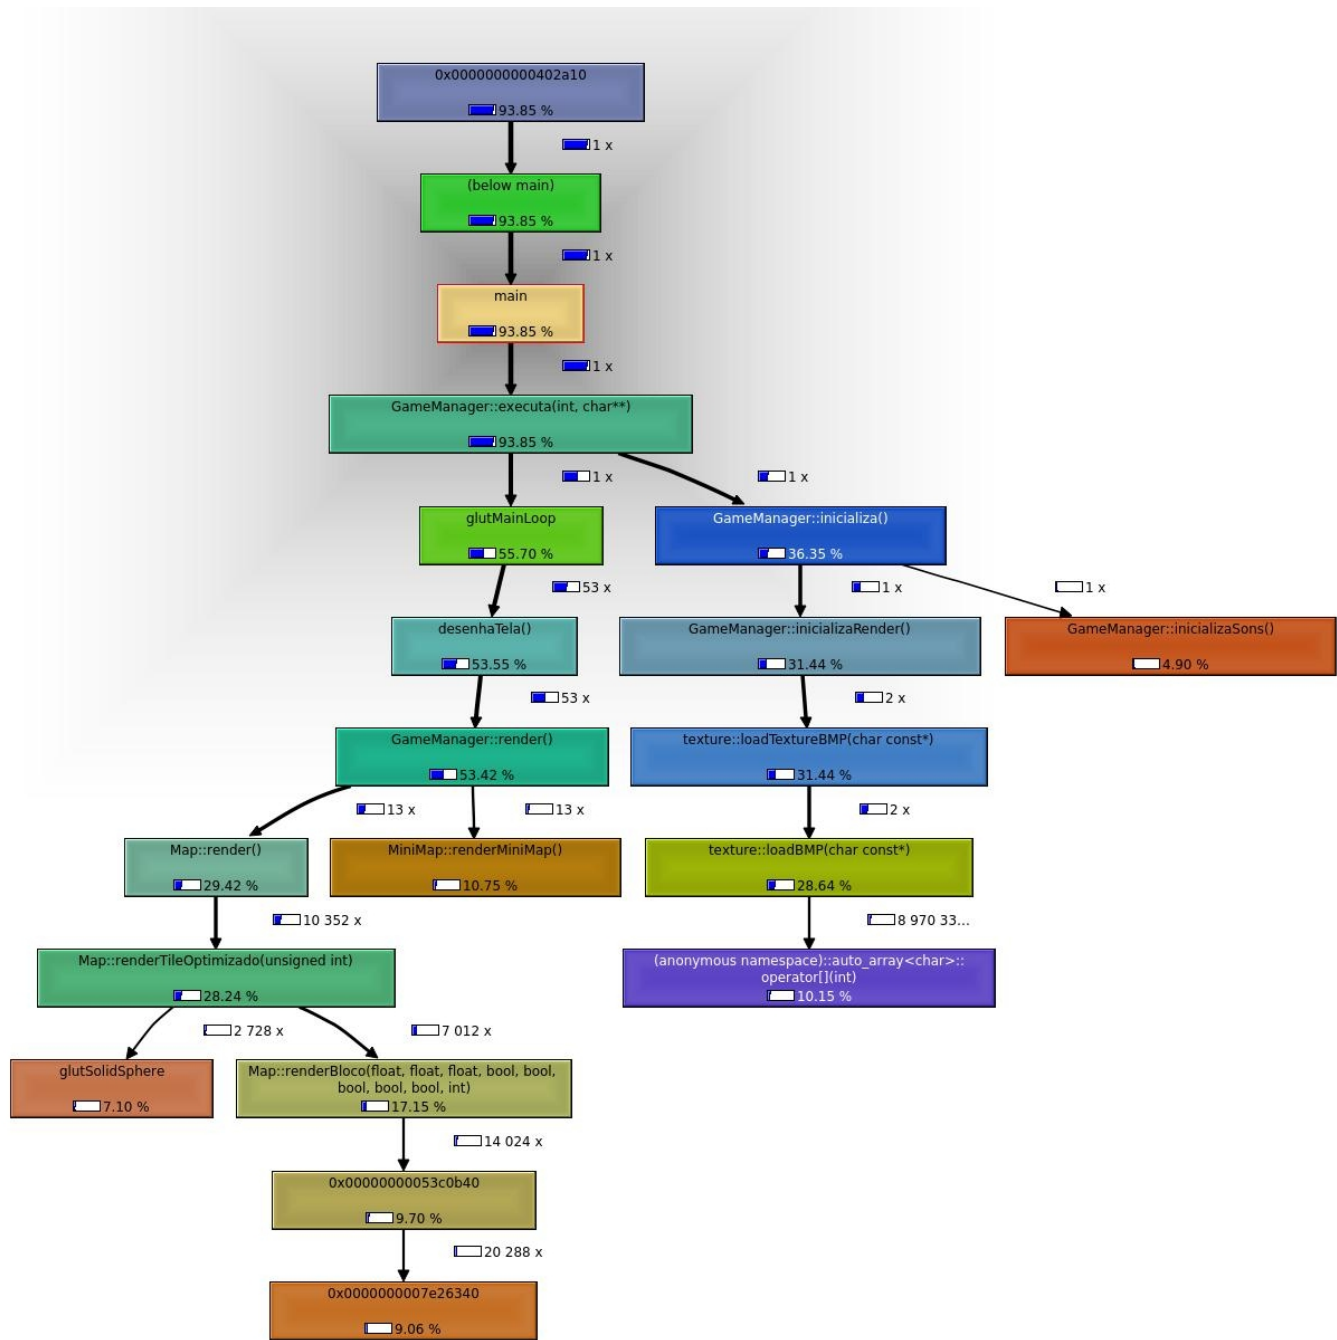 0x0000000000402a10
93.85 %
1 x
(below main)
93.85 %
1 x
main
93.85 %
1 x
GameManager::executa(int, char**)
93.85 %
1 x
1 x
glutMainLoop
55.70 %
GameManager::inicializa()
36.35 %
53 x
1 x
1 x
desenhaTela()
53.55 %
GameManager::inicializaRender()
31.44 %
GameManager::inicializaSons()
4.90 %
53 x
2 x
GameManager::render()
53.42 %
texture::loadTextureBMP(char const*)
31.44 %
13 x
13 x
2 x
Map::render()
29.42 %
MiniMap::renderMiniMap()
10.75 %
texture::loadBMP(char const*)
28.64 %
10 352 x
8 970 33...
Map::renderTileOptimizado(unsigned int)
28.24 %
(anonymous namespace)::auto_array<char>::
operator[](int)
10.15 %
2 728 x
7 012 x
glutSolidSphere
7.10 %
Map::renderBloco(float, float, float, bool, bool,
bool, bool, bool, int)
17.15 %
14 024 x
0x00000000053c0b40
9.70 %
20 288 x
0x0000000007e26340
9.06 %